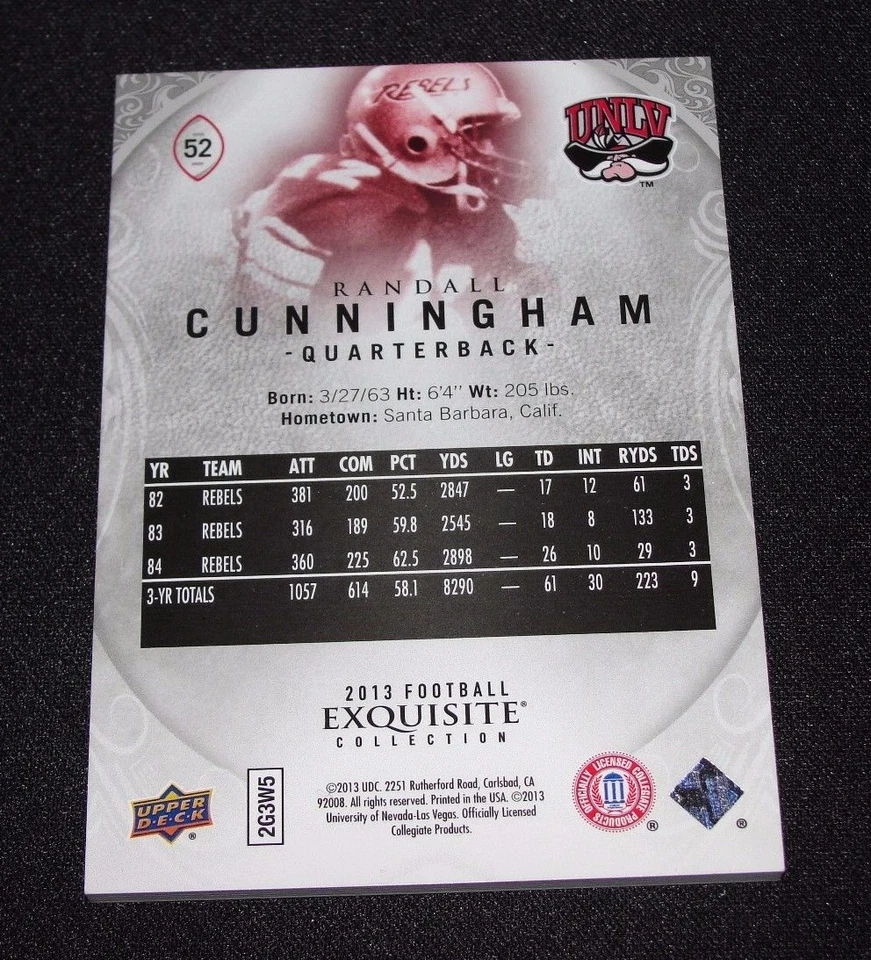 REBELS
UNLV
TM
52
RANDALL
CUNNINGHAM
-QUARTERBACK-
Born: 3/27/63 Ht: 6'4'' Wt: 205 lbs.
Hometown: Santa Barbara, Calif.
YR TEAM ATT COM PCT YDS LG TD INT RYDS TDS
82 REBELS 381 200 52.5 2847 — 17 12 61 3
83 REBELS 316 189 59.8 2545 — 18 8 133 3
84 REBELS 360 225 62.5 2898 — 26 10 29 3
3-YR TOTALS 1057 614 58.1 8290 — 61 30 223 9
2013 FOOTBALL
EXQUISITE®
COLLECTION
UPPER
D·E·C·K
®
2G3W5
©2013 UDC. 2251 Rutherford Road, Carlsbad, CA
92008. All rights reserved. Printed in the USA. ©2013
University of Nevada-Las Vegas. Officially Licensed
Collegiate Products.
OFFICIALLY LICENSED COLLEGIATE PRODUCTS
®
®